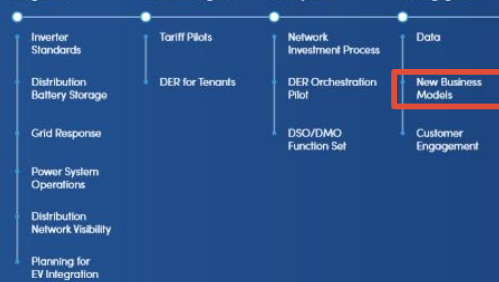 Inverter
Standards
Distribution
Battery Storage
Grid Response
Power System
Operations
Distribution
Network Visibility
Planning for
EV Integration
Tariff Pilots
DER for Tenants
Network
Investment Process
DER Orchestration
Pilot
DSO/DMO
Function Set
Data
New Business
Models
Customer
Engagement